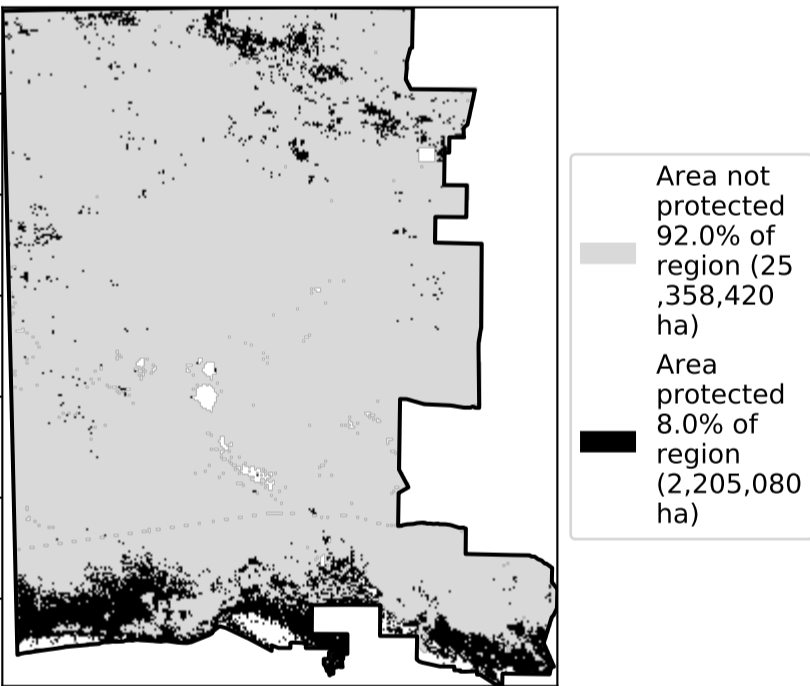 Area not
protected
92.0% of
region (25
,358,420
ha)
Area
protected
8.0% of
region
(2,205,080
ha)